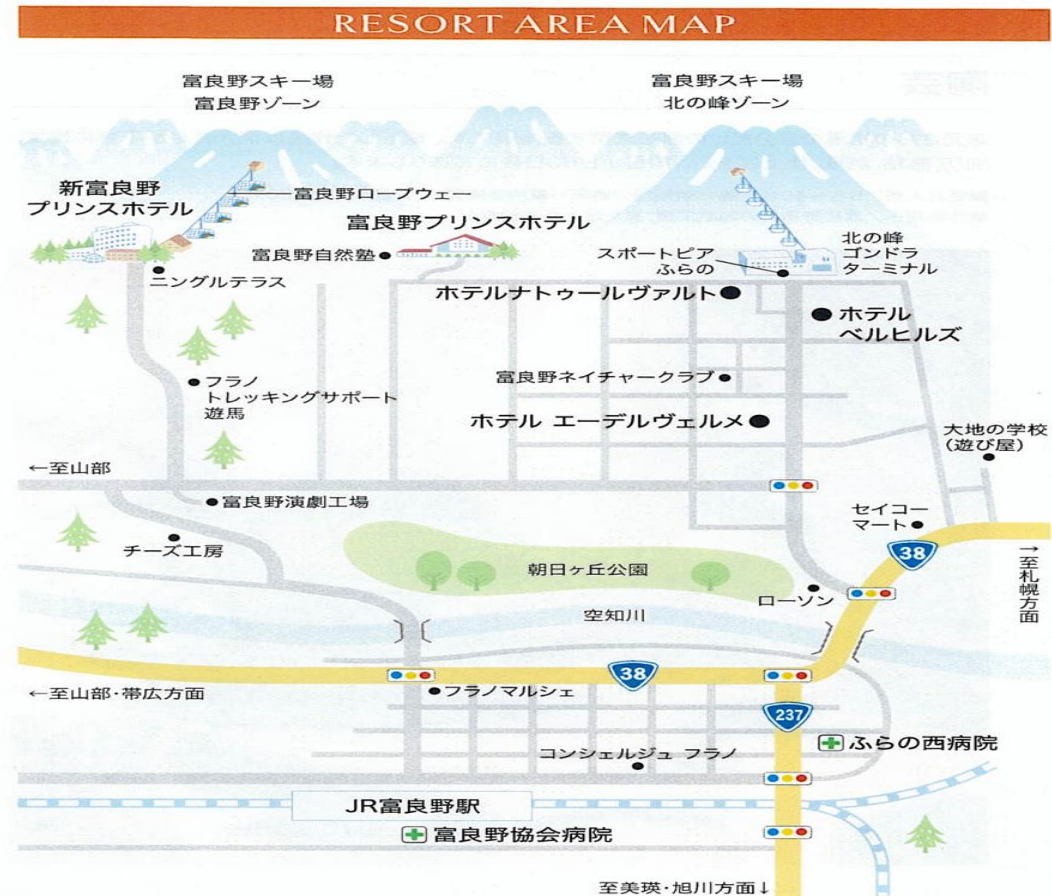 RESORT AREA MAP
富良野スキー場
富良野ゾーン
富良野スキー場
北の峰ゾーン
新富良野
プリンスホテル
富良野ロープウェー
富良野プリンスホテル
富良野自然塾
ニングルテラス
スポートピア
ふらの
北の峰
ゴンドラ
ターミナル
ホテルナトゥールヴァルト
ホテル
ベルヒルズ
フラノ
トレッキングサポート
遊馬
富良野ネイチャークラブ
ホテル エーデルヴェルメ
大地の学校
(遊び屋)
←至山部
富良野演劇工場
セイコー
マート
チーズ工房
38
朝日ヶ丘公園
→至札幌方面
ローソン
空知川
38
←至山部・帯広方面
フラノマルシェ
237
ふらの西病院
コンシェルジュ フラノ
JR富良野駅
富良野協会病院
至美瑛・旭川方面↓